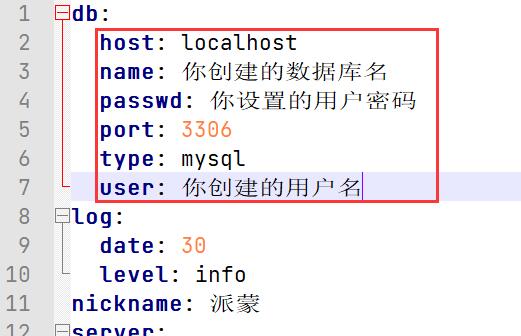 1 db:
2 host: localhost
3 name: 你创建的数据库名
4 passwd: 你设置的用户密码
5 port: 3306
6 type: mysql
7 user: 你创建的用户名
8 log:
9 date: 30
10 level: info
11 nickname: 派蒙
12 server: